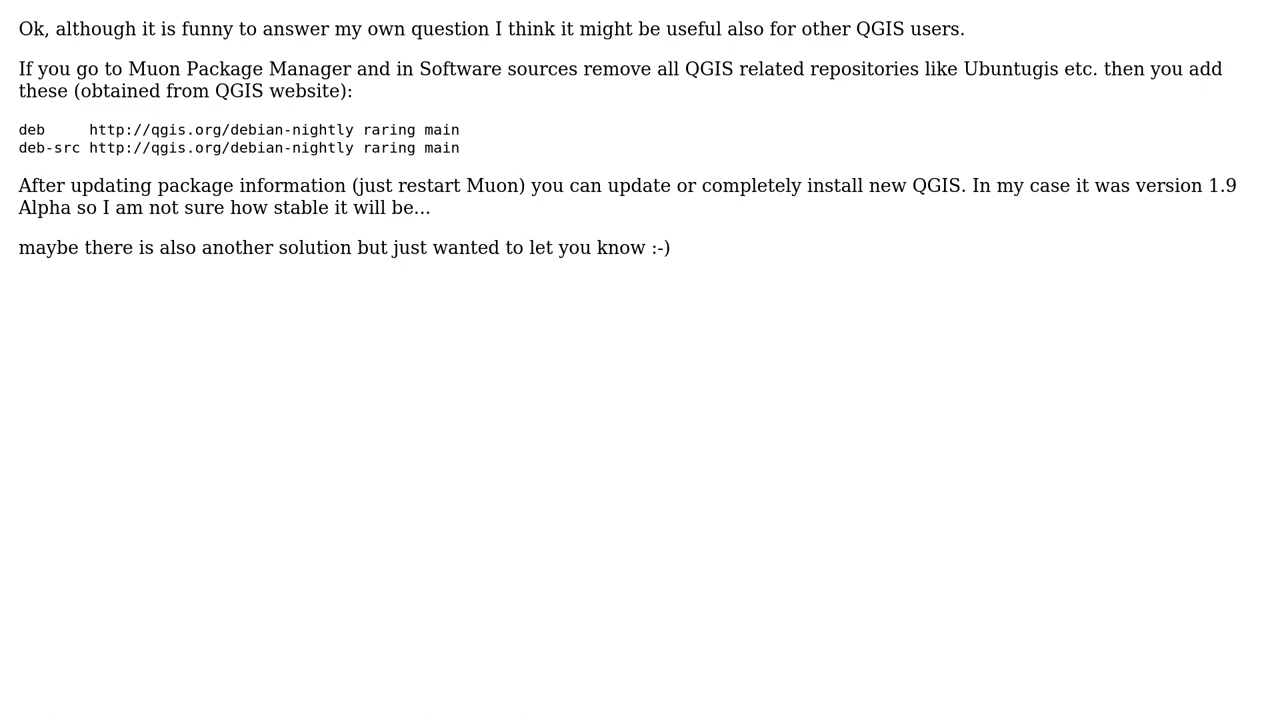 Ok, although it is funny to answer my own question I think it might be useful also for other QGIS users.
If you go to Muon Package Manager and in Software sources remove all QGIS related repositories like Ubuntugis etc. then you add
these (obtained from QGIS website):
deb     http://qgis.org/debian-nightly raring main
deb-src http://qgis.org/debian-nightly raring main
After updating package information (just restart Muon) you can update or completely install new QGIS. In my case it was version 1.9
Alpha so I am not sure how stable it will be...
maybe there is also another solution but just wanted to let you know :-)